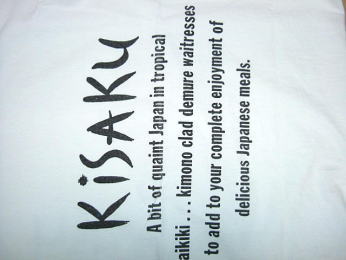 KiSAKU
A bit of quaint Japan in tropical
aikiki . . . kimono clad demure waitresses
to add to your complete enjoyment of
delicious Japanese meals.